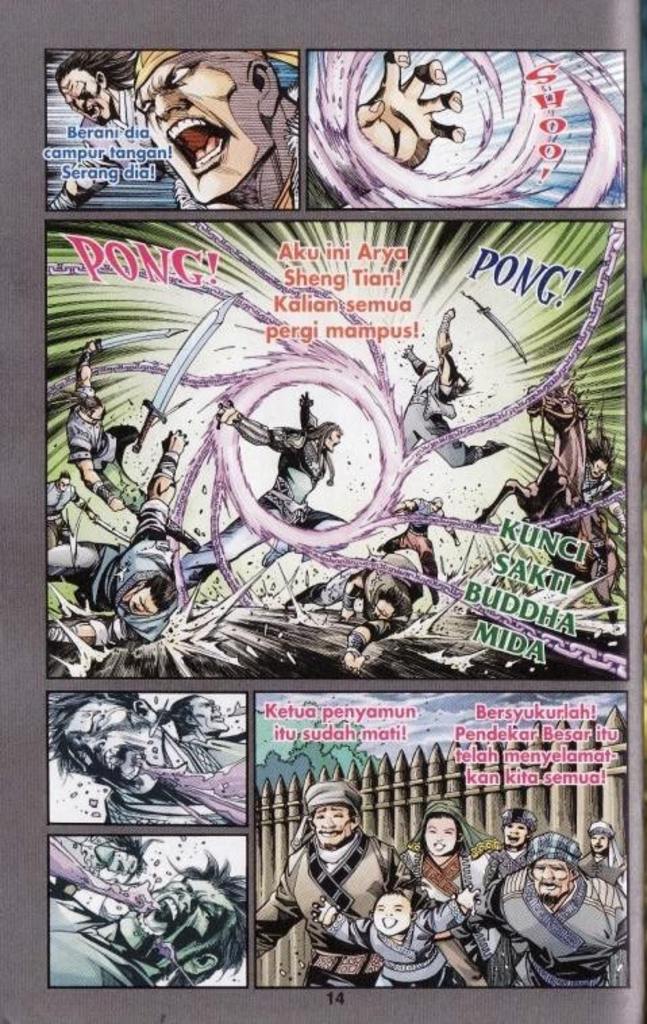 Berani dia
campur tangan!
Serang dia!
SHOO!
PONG!
Aku ini Arya
Sheng Tian!
Kalian semua
pergi mampus!
PONG!
KUNCI
SAKTI
BUDDHA
MIDA
Ketua penyamun
itu sudah mati!
Bersyukurlah!
Pendekar Besar itu
telah menyelamat-
kan kita semua!
14